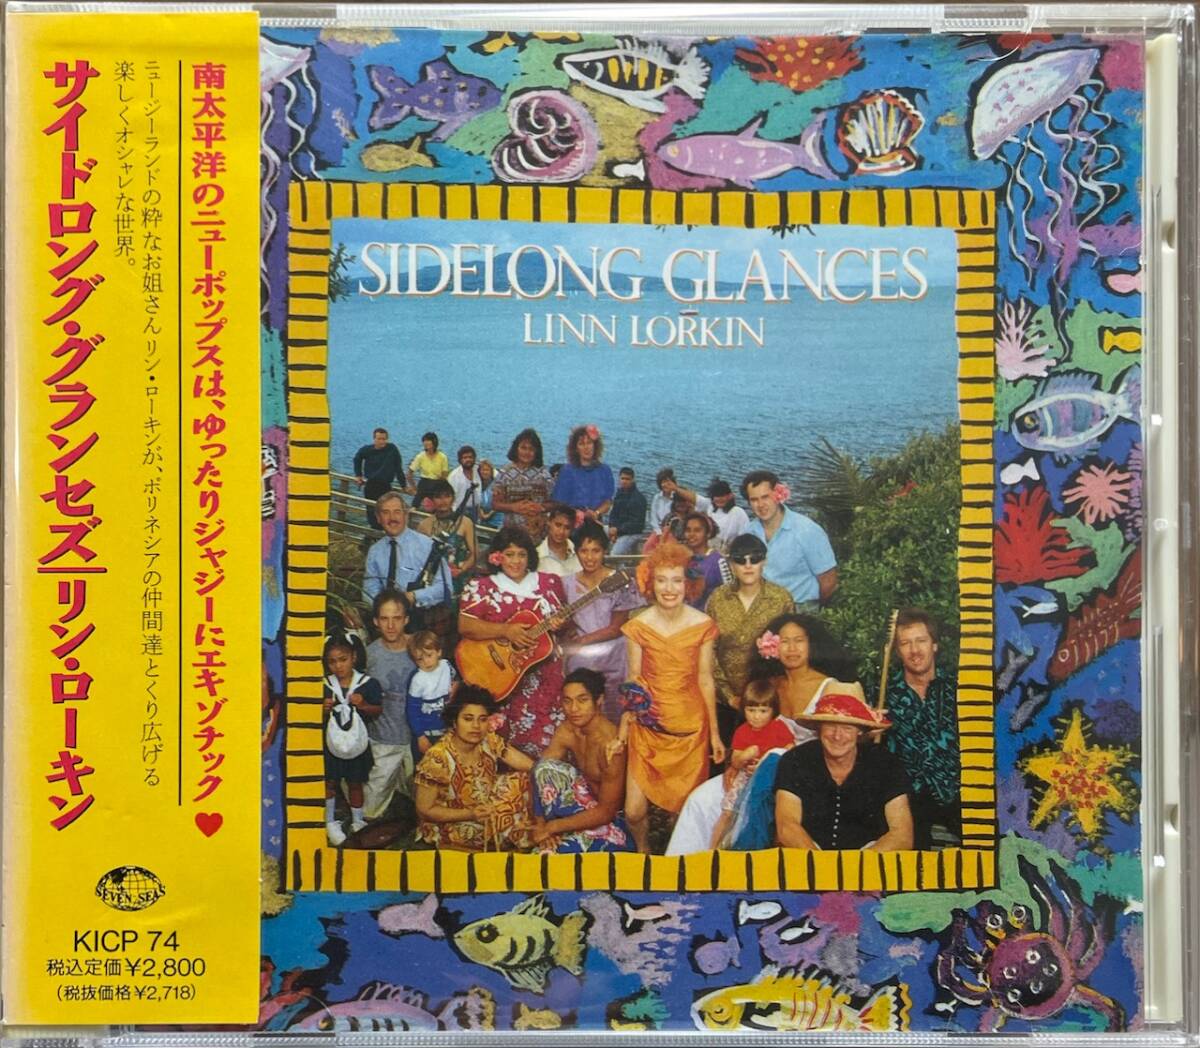 南太平洋のニューポップスは、ゆったりジャジーにエキゾチック♥
ニュージーランドの粋なお姐さんリン・ローキンが、ポリネシアの仲間達とくり広げる
楽しくオシャレな世界。
サイドロング・グランセズ/リン・ローキン
SEVEN SEAS
KICP 74
税込定価¥2,800
(税抜価格¥2,718)
SIDELONG GLANCES
LINN LORKIN